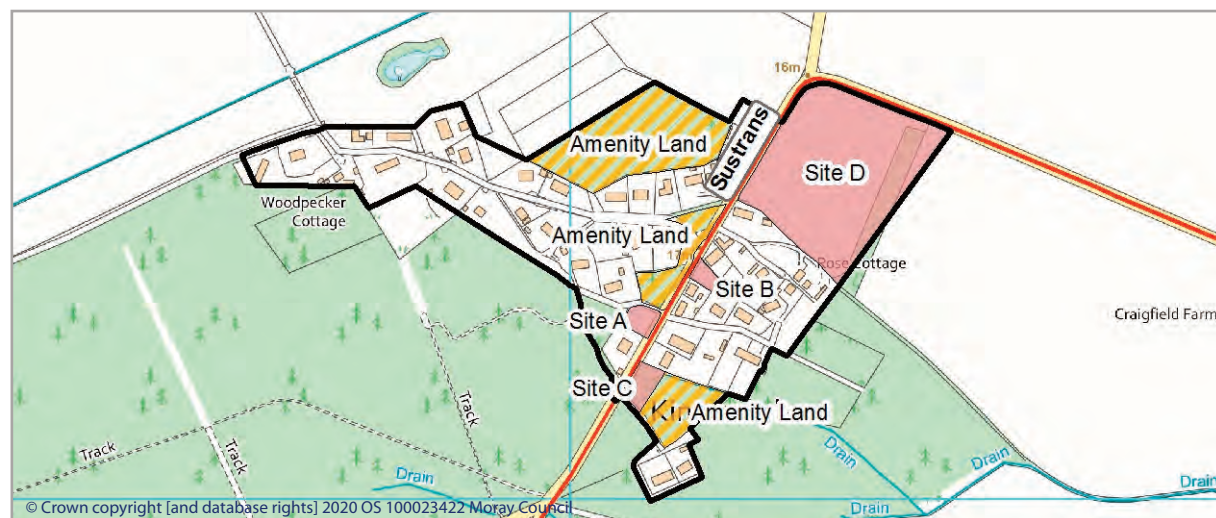 16m
Amenity Land
Sustrans
Site D
Woodpecker
Cottage
Amenity Land
Rose Cottage
Site B
Craigfield Farm
Site A
Site C
Amenity Land
Track
Track
Track
Drain
Drain
Drain
Drain
Drain
© Crown copyright [and database rights] 2020 OS 100023422 Moray Council